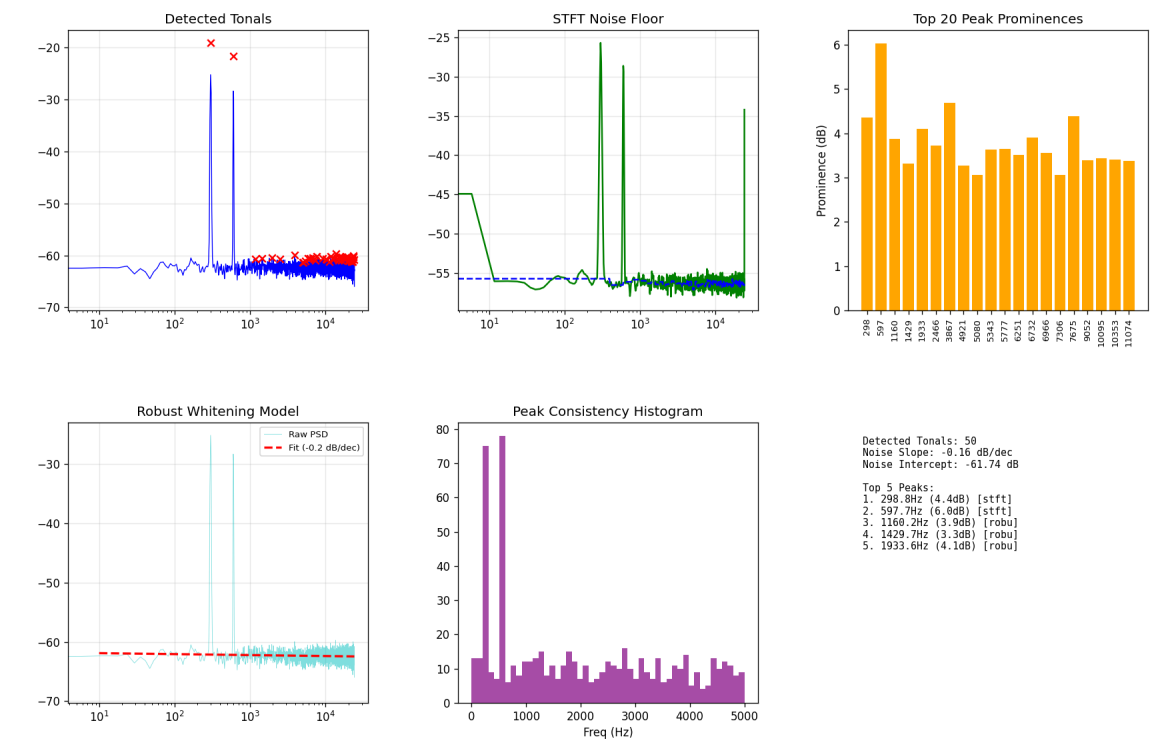 Detected Tonals
−20
−30
−40
−50
−60
−70
10¹ 10² 10³ 10⁴
STFT Noise Floor
−25
−30
−35
−40
−45
−50
−55
10¹ 10² 10³ 10⁴
Top 20 Peak Prominences
Prominence (dB)
6
5
4
3
2
1
0
298 597 1160 1429 1933 2466 3867 4921 5080 5343 5777 6251 6732 6966 7306 7675 9052 10095 10353 11074
Robust Whitening Model
Raw PSD
Fit (-0.2 dB/dec)
−30
−40
−50
−60
−70
10¹ 10² 10³ 10⁴
Peak Consistency Histogram
80
70
60
50
40
30
20
10
0
0 1000 2000 3000 4000 5000
Freq (Hz)
Detected Tonals: 50
Noise Slope: -0.16 dB/dec
Noise Intercept: -61.74 dB
Top 5 Peaks:
1. 298.8Hz (4.4dB) [stft]
2. 597.7Hz (6.0dB) [stft]
3. 1160.2Hz (3.9dB) [robu]
4. 1429.7Hz (3.3dB) [robu]
5. 1933.6Hz (4.1dB) [robu]